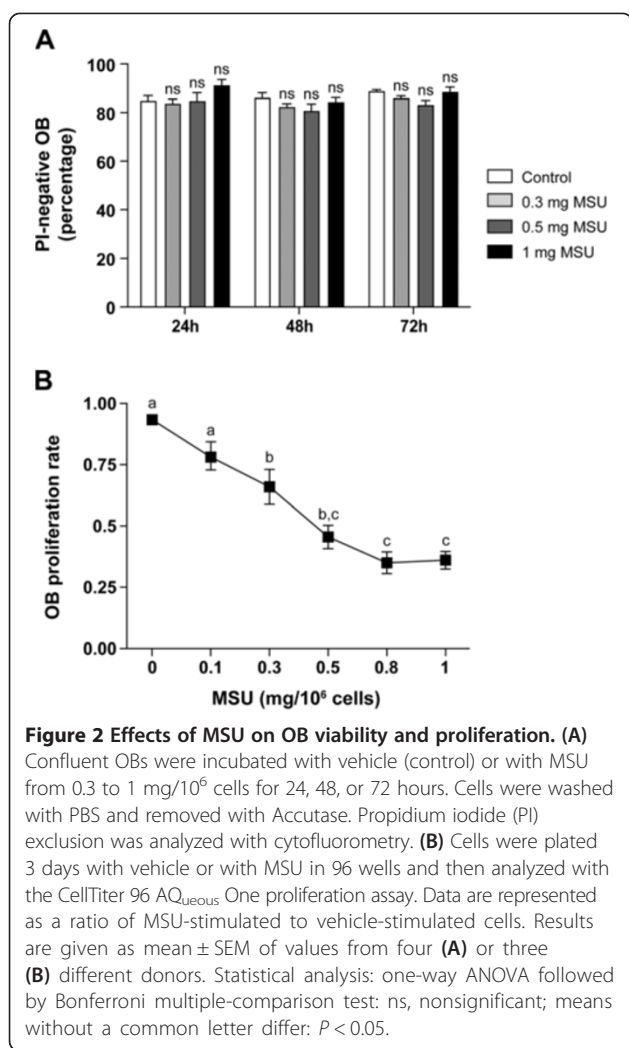 A
ns ns ns
ns ns ns
ns ns ns
100
80
60
40
20
0
PI-negative OB
(percentage)
24h 48h 72h
Control
0.3 mg MSU
0.5 mg MSU
1 mg MSU
B
1.00
0.75
0.5
0.25
0.00
OB proliferation rate
a
a
b
b,c
c
c
0 0.1 0.3 0.5 0.8 1
MSU (mg/10⁶ cells)
Figure 2 Effects of MSU on OB viability and proliferation. (A)
Confluent OBs were incubated with vehicle (control) or with MSU
from 0.3 to 1 mg/10⁶ cells for 24, 48, or 72 hours. Cells were washed
with PBS and removed with Accutase. Propidium iodide (PI)
exclusion was analyzed with cytofluorometry. (B) Cells were plated
3 days with vehicle or with MSU in 96 wells and then analyzed with
the CellTiter 96 AQueous One proliferation assay. Data are represented
as a ratio of MSU-stimulated to vehicle-stimulated cells. Results
are given as mean ± SEM of values from four (A) or three
(B) different donors. Statistical analysis: one-way ANOVA followed
by Bonferroni multiple-comparison test: ns, nonsignificant; means
without a common letter differ: P < 0.05.